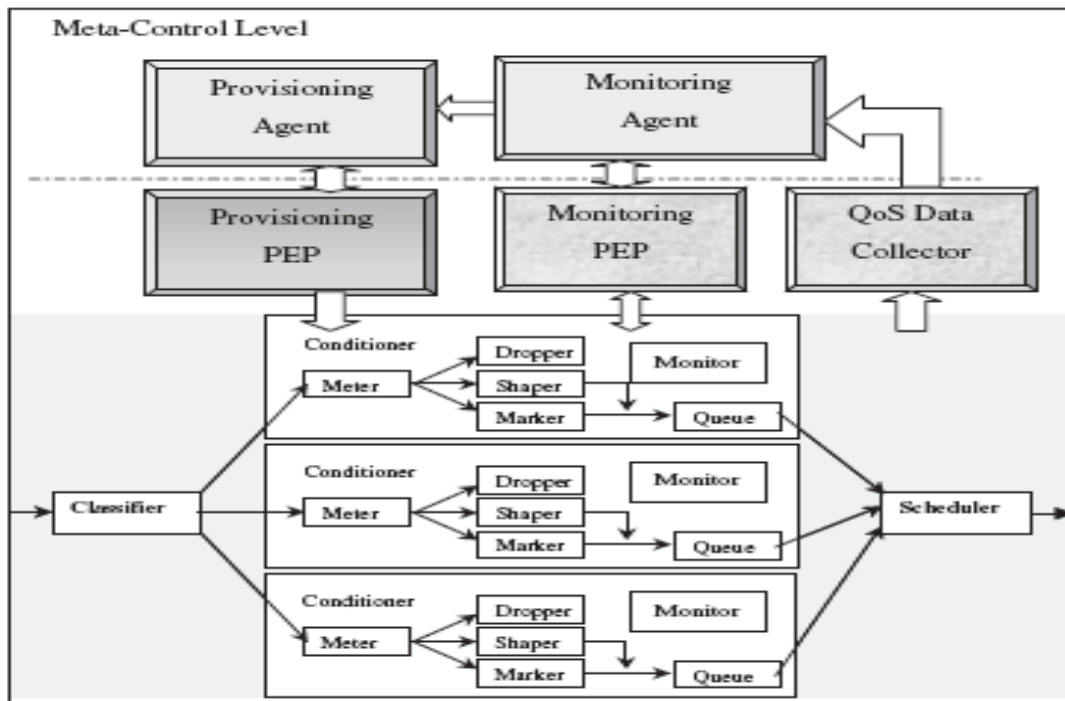 Meta-Control Level
Provisioning
Agent
Monitoring
Agent
Provisioning
PEP
Monitoring
PEP
QoS Data
Collector
Conditioner
Meter
Dropper
Shaper
Marker
Monitor
Queue
Classifier
Conditioner
Meter
Dropper
Shaper
Marker
Monitor
Queue
Scheduler
Conditioner
Meter
Dropper
Shaper
Marker
Monitor
Queue